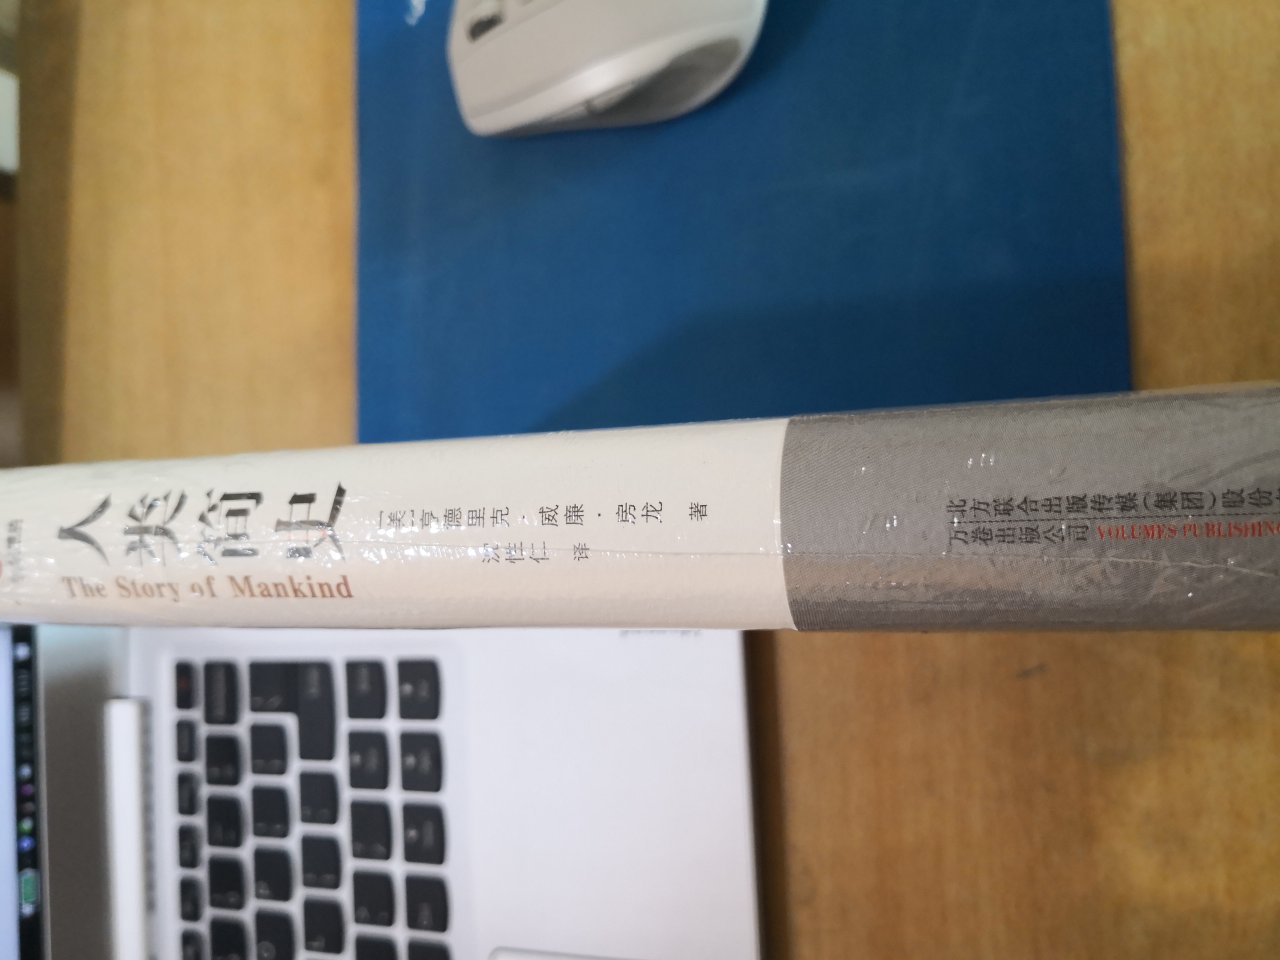 人类简史
The Story of Mankind
[美]亨德里克·威廉·房龙 著
沈性仁 译
北方联合出版传媒(集团)股份
万卷出版公司 VOLUMES PUBLISHING